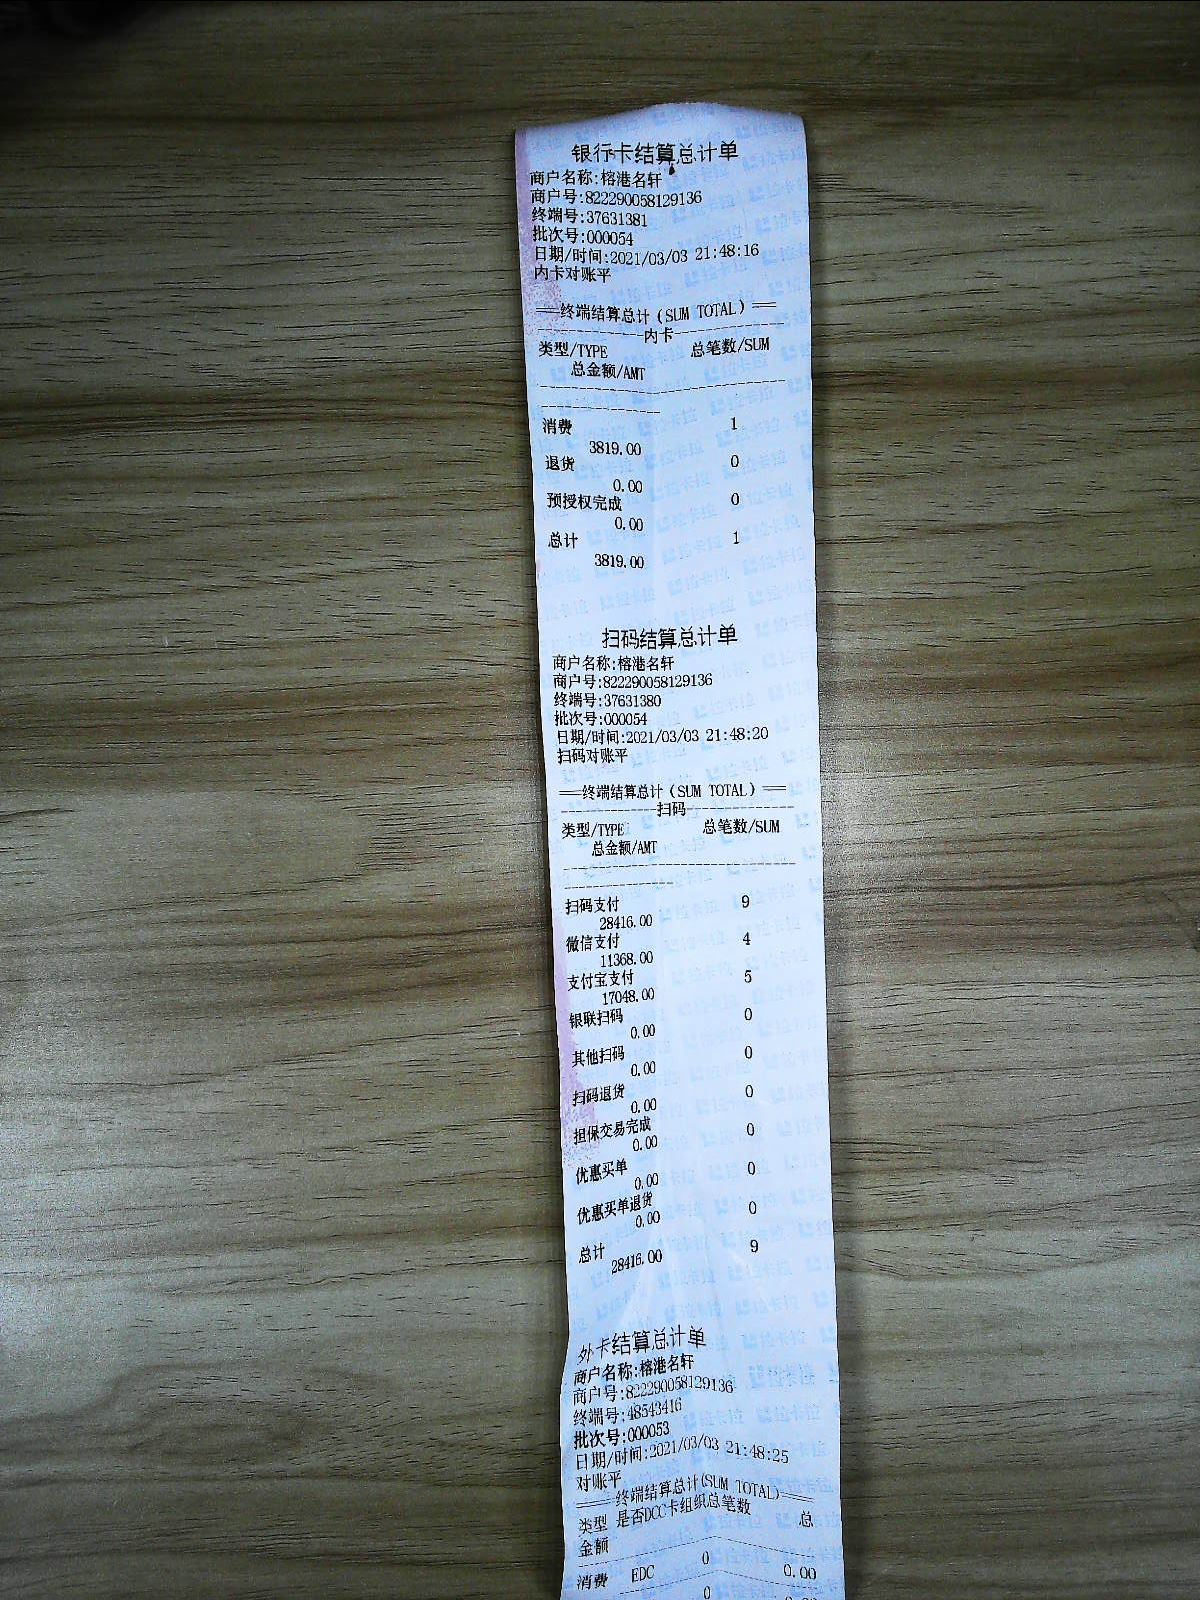 银行卡结算总计单
商户名称:榕港名轩
商户号:822290058129136
终端号:37631381
批次号:000054
日期/时间:2021/03/03 21:48:16
内卡对账平
===终端结算总计(SUM TOTAL)===
内卡
类型/TYPE 总笔数/SUM
总金额/AMT
消费 1
3819.00
退货 0
0.00
预授权完成 0
0.00
总计 1
3819.00
扫码结算总计单
商户名称:榕港名轩
商户号:822290058129136
终端号:37631380
批次号:000054
日期/时间:2021/03/03 21:48:20
扫码对账平
===终端结算总计(SUM TOTAL)===
扫码
类型/TYPE 总笔数/SUM
总金额/AMT
扫码支付 9
28416.00
微信支付 4
11368.00
支付宝支付 5
17048.00
银联扫码 0
0.00
其他扫码 0
0.00
扫码退货 0
0.00
担保交易完成 0
0.00
优惠买单 0
0.00
优惠买单退货 0
0.00
总计 9
28416.00
外卡结算总计单
商户名称:榕港名轩
商户号:822290058129136
终端号:48543416
批次号:000053
日期/时间:2021/03/03 21:48:25
对账平
===终端结算总计(SUM TOTAL)===
类型 是否DCC卡组织总笔数 总
金额
消费 EDC 0 0.00
0